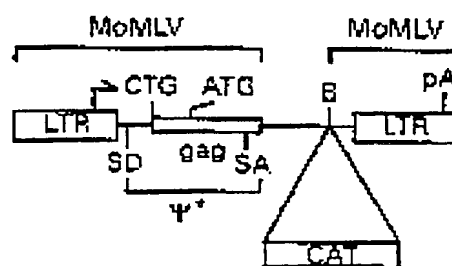 MoMLV MoMLV
CTG ATG B pA
LTR gag LTR
SD SA
Ψ+
CAT